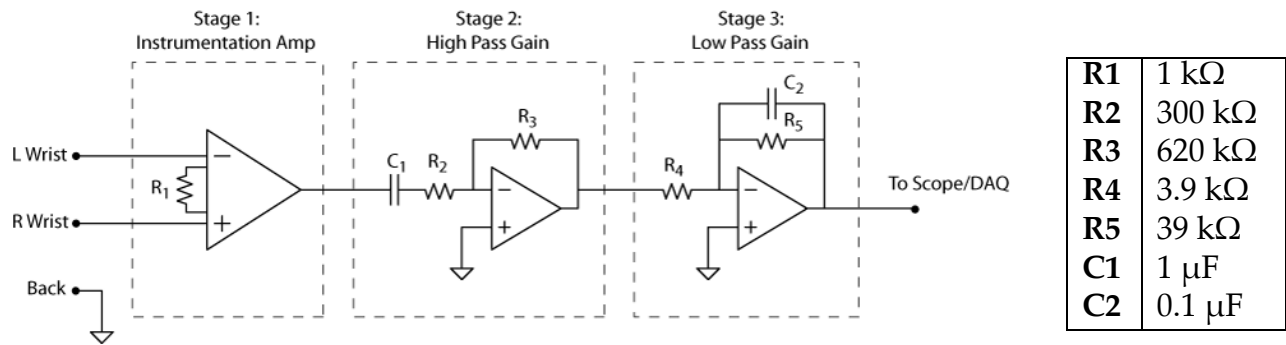 Stage 1:
Instrumentation Amp
Stage 2:
High Pass Gain
Stage 3:
Low Pass Gain
L Wrist
R Wrist
Back
R1
−
+
C1
R2
R3
−
+
R4
C2
R5
−
+
To Scope/DAQ
R1 1 kΩ
R2 300 kΩ
R3 620 kΩ
R4 3.9 kΩ
R5 39 kΩ
C1 1 µF
C2 0.1 µF